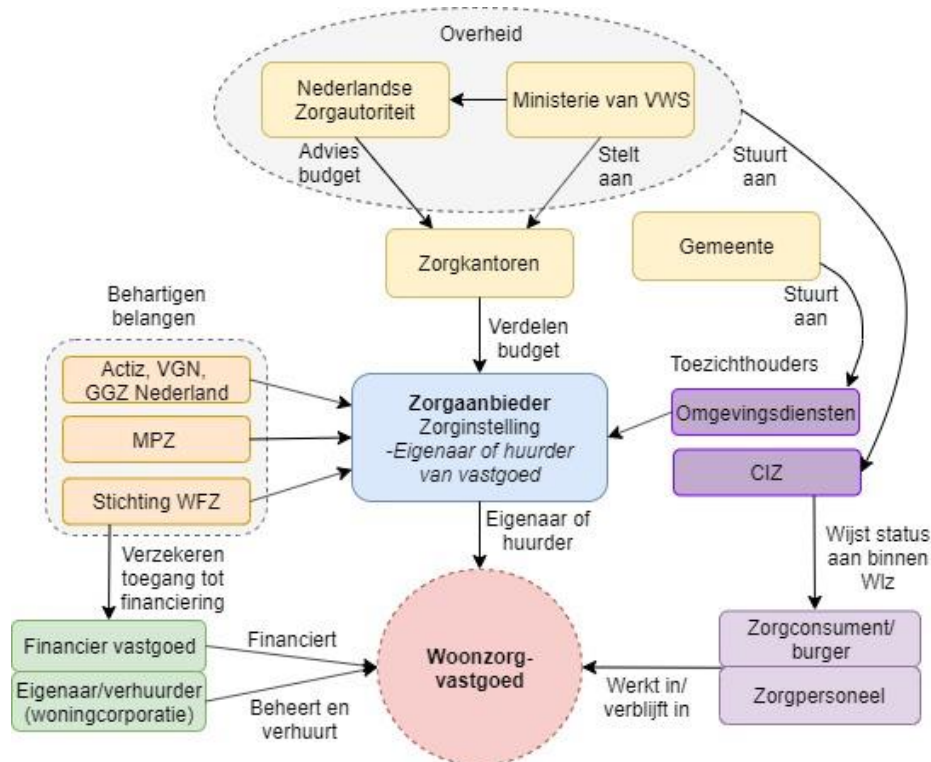 Overheid
Nederlandse
Zorgautoriteit
Ministerie van VWS
Advies
budget
Stelt
aan
Stuurt
aan
Zorgkantoren
Gemeente
Behartigen
belangen
Verdelen
budget
Stuurt
aan
Toezichthouders
Actiz, VGN,
GGZ Nederland
MPZ
Stichting WFZ
Zorgaanbieder
Zorginstelling
-Eigenaar of huurder
van vastgoed
Omgevingsdiensten
CIZ
Verzekeren
toegang tot
financiering
Eigenaar of
huurder
Wijst status
aan binnen
Wlz
Financier vastgoed
Eigenaar/verhuurder
(woningcorporatie)
Financiert
Beheert en
verhuurt
Woonzorg-
vastgoed
Werkt in/
verblijft in
Zorgconsument/
burger
Zorgpersoneel